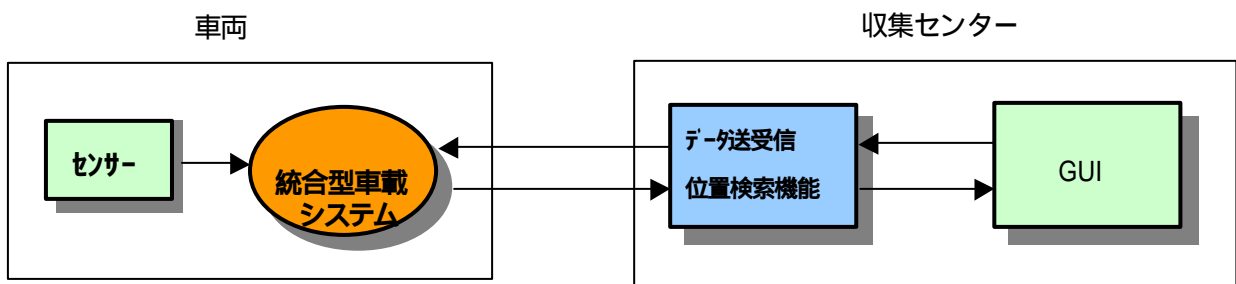 車両
収集センター
センサー
統合型車載
システム
データ送受信
位置検索機能
GUI